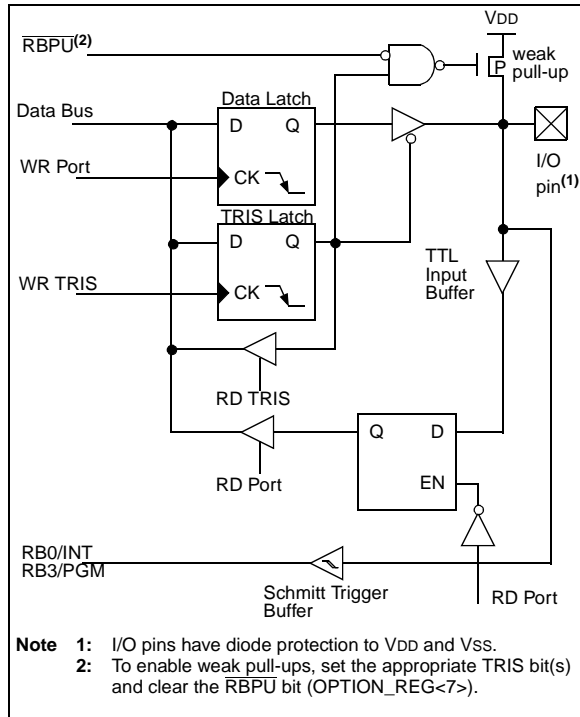 VDD
RBPU(2)
weak
pull-up
P
Data Latch
Data Bus
D Q
I/O
pin(1)
WR Port
CK
TRIS Latch
D Q
TTL
Input
Buffer
WR TRIS
CK
RD TRIS
Q D
RD Port
EN
RB0/INT
RB3/PGM
Schmitt Trigger
Buffer
RD Port
Note 1: I/O pins have diode protection to VDD and VSS.
2: To enable weak pull-ups, set the appropriate TRIS bit(s)
and clear the RBPU bit (OPTION_REG<7>).